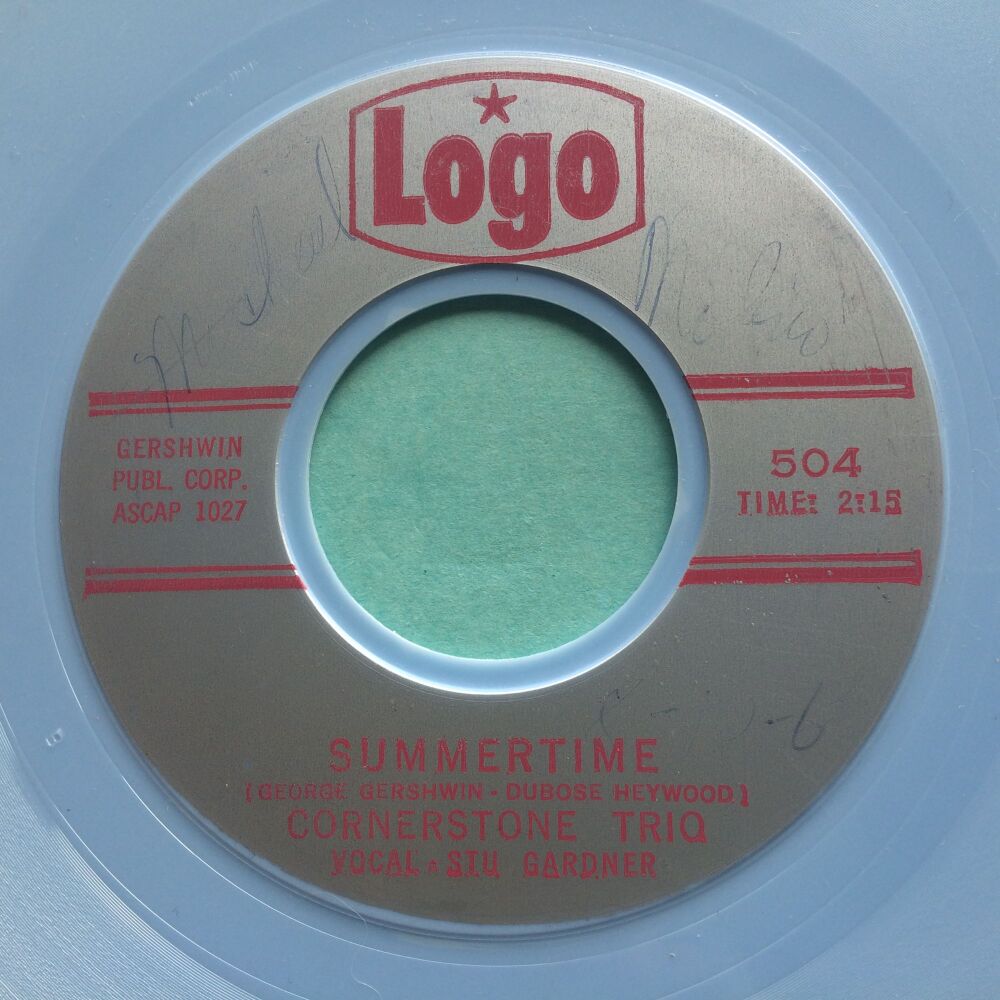 Logo
GERSHWIN
PUBL. CORP.
ASCAP 1027
504
TIME: 2:15
SUMMERTIME
(GEORGE GERSHWIN - DUBOSE HEYWOOD)
CORNERSTONE TRIO
VOCAL - STU GARDNER